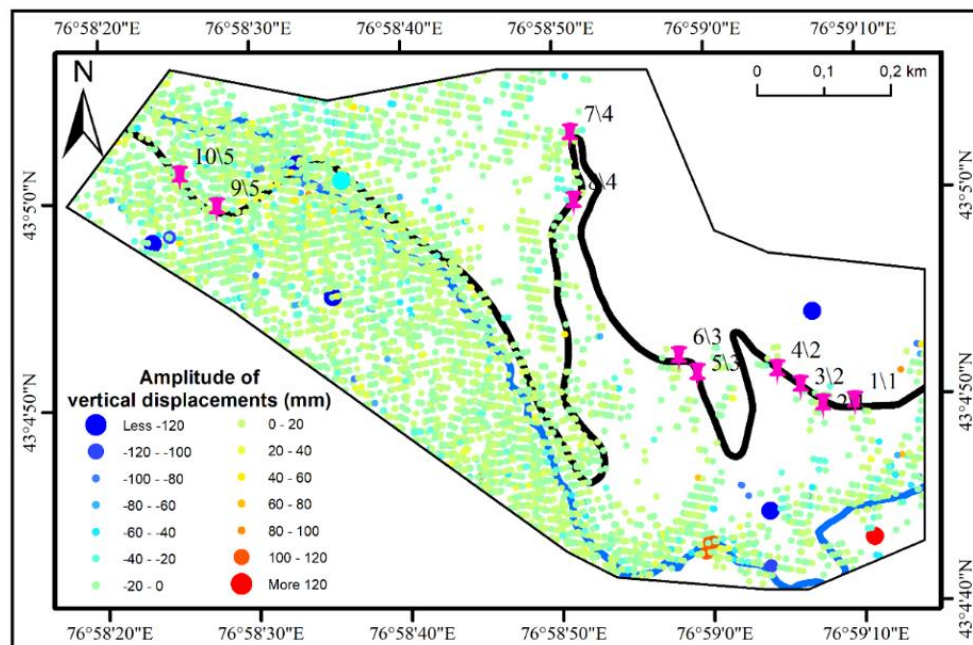 76°58'20"E 76°58'30"E 76°58'40"E 76°58'50"E 76°59'0"E 76°59'10"E
N
0 0,1 0,2 km
7\4
10\5
8\4
43°5'0"N 43°5'0"N
9\5
6\3
5\3
4\2
3\2
1\1
2
43°4'50"N 43°4'50"N
Amplitude of
vertical displacements (mm)
Less -120 0 - 20
-120 - -100 20 - 40
-100 - -80 40 - 60
-80 - -60 60 - 80
-60 - -40 80 - 100
-40 - -20 100 - 120
-20 - 0 More 120
43°4'40"N
76°58'20"E 76°58'30"E 76°58'40"E 76°58'50"E 76°59'0"E 76°59'10"E